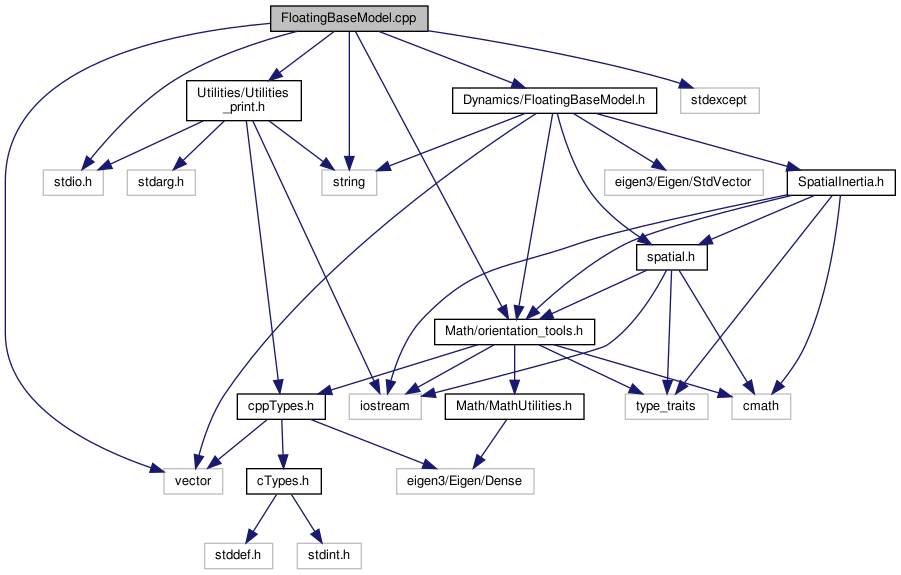 FloatingBaseModel.cpp
Utilities/Utilities
_print.h
Dynamics/FloatingBaseModel.h
stdexcept
stdio.h
stdarg.h
string
eigen3/Eigen/StdVector
SpatialInertia.h
spatial.h
Math/orientation_tools.h
cppTypes.h
iostream
Math/MathUtilities.h
type_traits
cmath
vector
cTypes.h
eigen3/Eigen/Dense
stddef.h
stdint.h